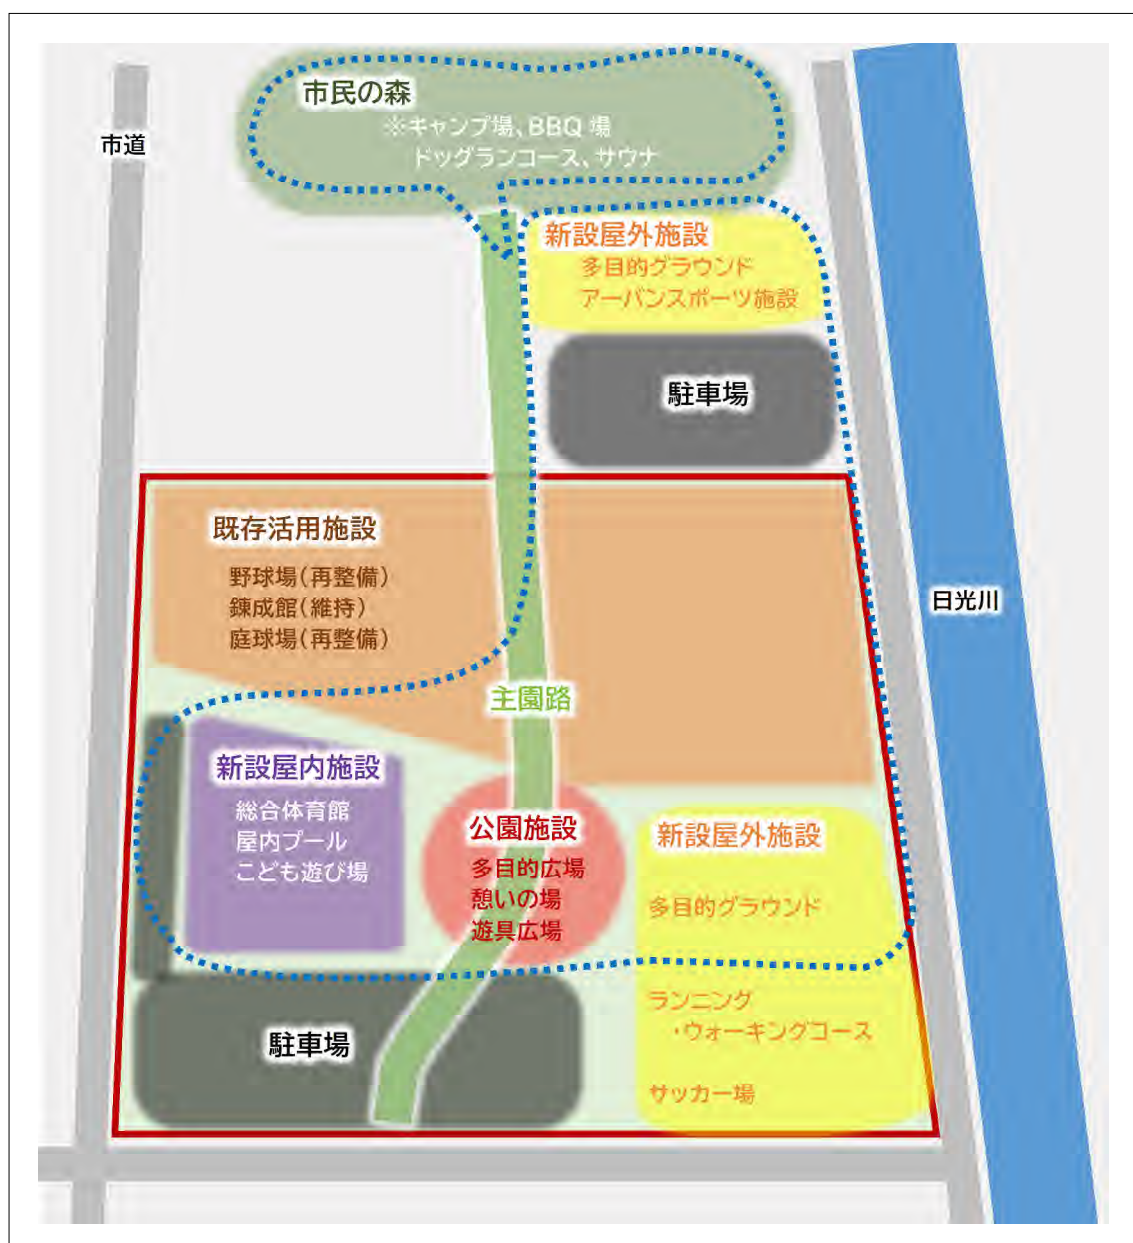 市民の森
※キャンプ場、BBQ 場
ドッグランコース、サウナ
市道
新設屋外施設
多目的グラウンド
アーバンスポーツ施設
駐車場
既存活用施設
野球場(再整備)
錬成館(維持)
庭球場(再整備)
日光川
主園路
新設屋内施設
総合体育館
屋内プール
こども遊び場
公園施設
多目的広場
憩いの場
遊具広場
新設屋外施設
多目的グラウンド
ランニング
・ウォーキングコース
サッカー場
駐車場